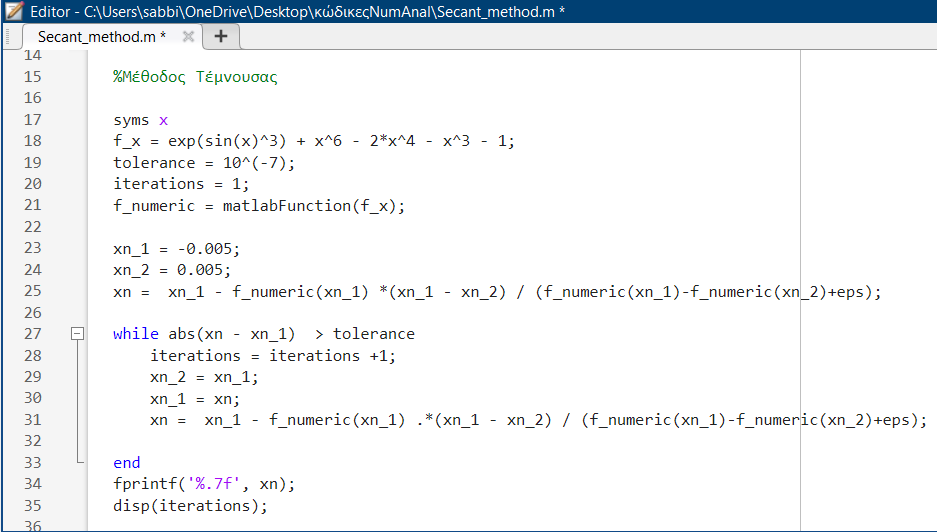 Editor - C:\Users\sabbi\OneDrive\Desktop\κώδικεςNumAnal\Secant_method.m *
Secant_method.m * × +
14
15 %Μέθοδος Τέμνουσας
16
17 syms x
18 f_x = exp(sin(x)^3) + x^6 - 2*x^4 - x^3 - 1;
19 tolerance = 10^(-7);
20 iterations = 1;
21 f_numeric = matlabFunction(f_x);
22
23 xn_1 = -0.005;
24 xn_2 = 0.005;
25 xn =  xn_1 - f_numeric(xn_1) *(xn_1 - xn_2) / (f_numeric(xn_1)-f_numeric(xn_2)+eps);
26
27 while abs(xn - xn_1)  > tolerance
28     iterations = iterations +1;
29     xn_2 = xn_1;
30     xn_1 = xn;
31     xn =  xn_1 - f_numeric(xn_1) .*(xn_1 - xn_2) / (f_numeric(xn_1)-f_numeric(xn_2)+eps);
32
33 end
34 fprintf('%.7f', xn);
35 disp(iterations);
36